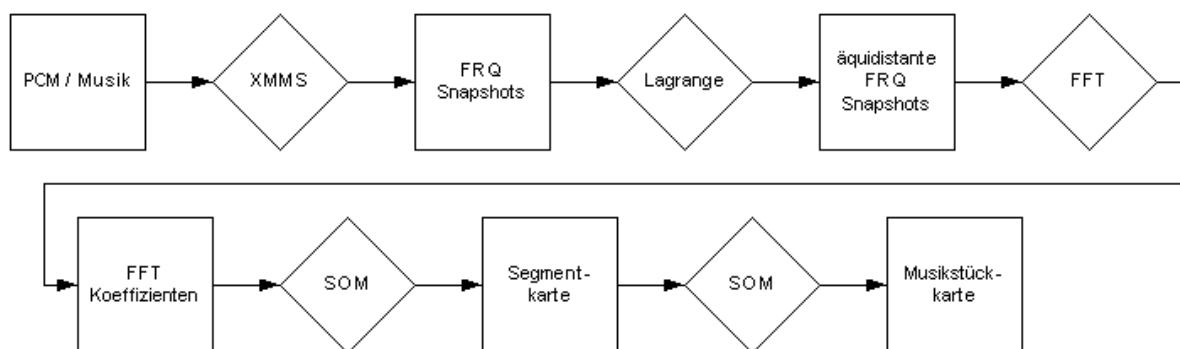 PCM / Musik
XMMS
FRQ
Snapshots
Lagrange
äquidistante
FRQ
Snapshots
FFT
FFT
Koeffizienten
SOM
Segment-
karte
SOM
Musikstück-
karte